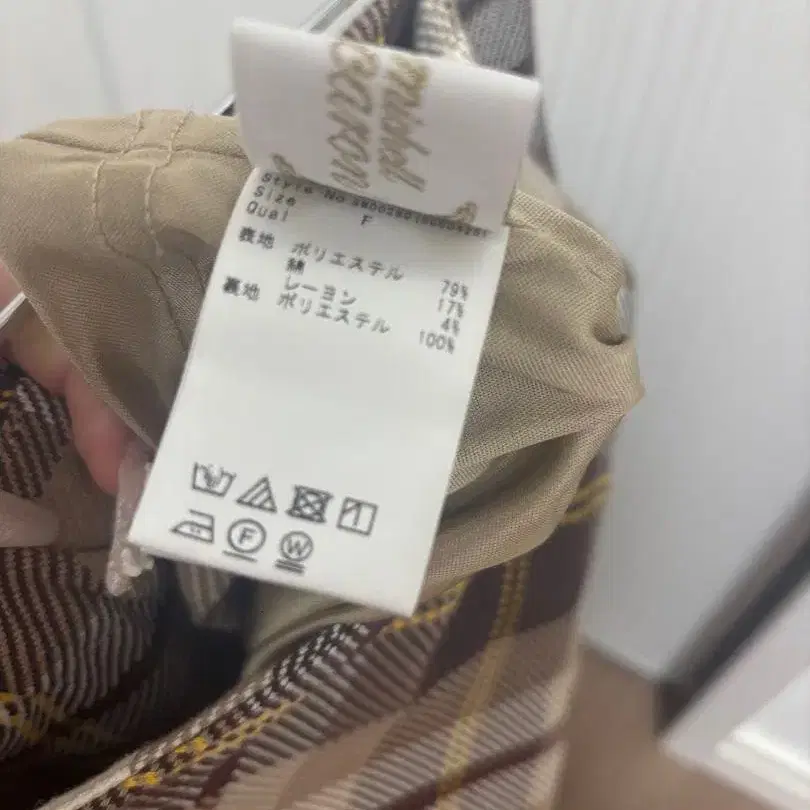 michel
Style No.
Size F
Qual
表地 ポリエステル 79%
綿 17%
レーヨン 4%
裏地 ポリエステル 100%
F W